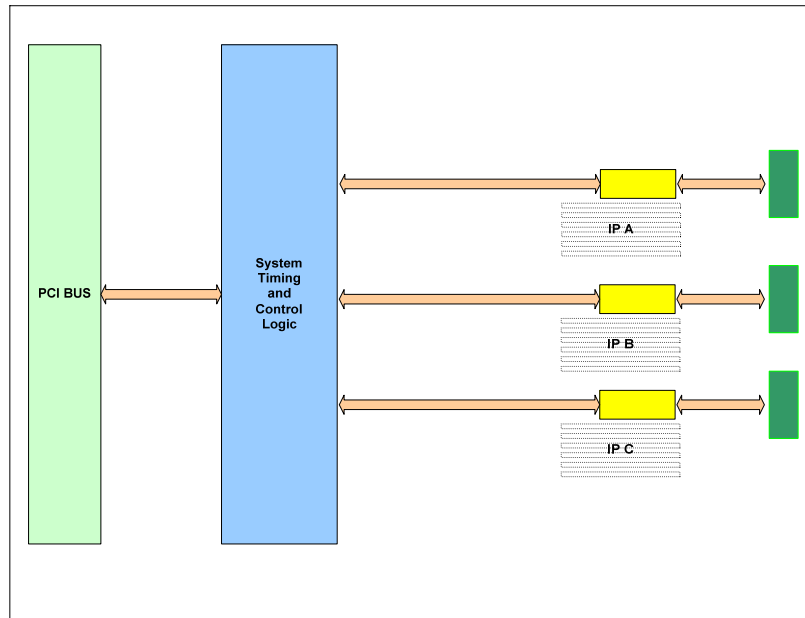 PCI BUS
System
Timing
and
Control
Logic
IP A
IP B
IP C